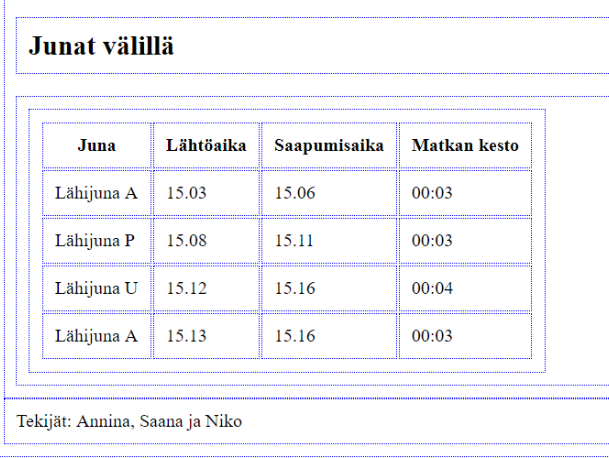 Junat välillä
Juna Lähtöaika Saapumisaika Matkan kesto
Lähijuna A 15.03 15.06 00:03
Lähijuna P 15.08 15.11 00:03
Lähijuna U 15.12 15.16 00:04
Lähijuna A 15.13 15.16 00:03
Tekijät: Annina, Saana ja Niko